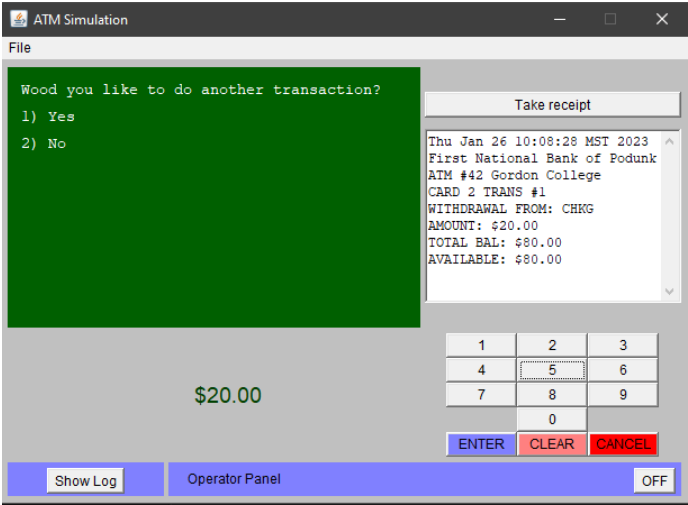 ATM Simulation
File
Wood you like to do another transaction?
1) Yes
2) No
Take receipt
Thu Jan 26 10:08:28 MST 2023
First National Bank of Podunk
ATM #42 Gordon College
CARD 2 TRANS #1
WITHDRAWAL FROM: CHKG
AMOUNT: $20.00
TOTAL BAL: $80.00
AVAILABLE: $80.00
$20.00
1 2 3
4 5 6
7 8 9
0
ENTER CLEAR CANCEL
Show Log Operator Panel OFF